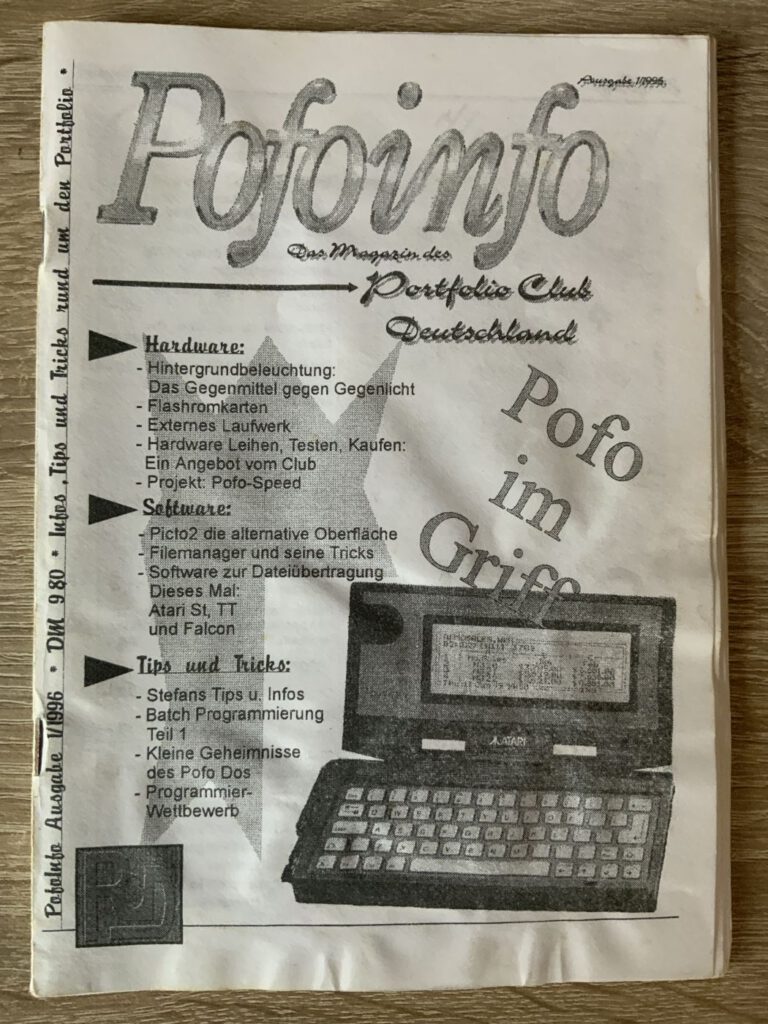 Ausgabe 1/1996
Pofoinfo
Das Magazin des
Portfolio Club
Deutschland
Hardware:
- Hintergrundbeleuchtung:
Das Gegenmittel gegen Gegenlicht
- Flashromkarten
- Externes Laufwerk
- Hardware Leihen, Testen, Kaufen:
Ein Angebot vom Club
- Projekt: Pofo-Speed
Software:
- Picto2 die alternative Oberfläche
- Filemanager und seine Tricks
- Software zur Dateiübertragung
Dieses Mal:
Atari St, TT
und Falcon
Tips und Tricks:
- Stefans Tips u. Infos
- Batch Programmierung
Teil 1
- Kleine Geheimnisse
des Pofo Dos
- Programmier-
Wettbewerb
Pofo
im
Griff
ATARI
PofoInfo Ausgabe 1/1996 * DM 9 80 * Infos ,Tips und Tricks rund um den Portfolio *